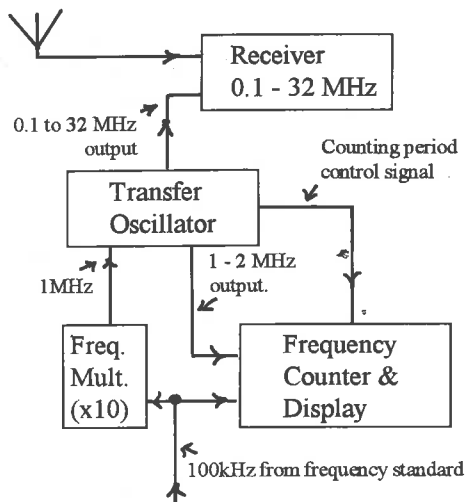 Receiver
0.1 - 32 MHz
0.1 to 32 MHz
output
Counting period
control signal
Transfer
Oscillator
1MHz
1 - 2 MHz
output.
Freq.
Mult.
(x10)
Frequency
Counter &
Display
100kHz from frequency standard